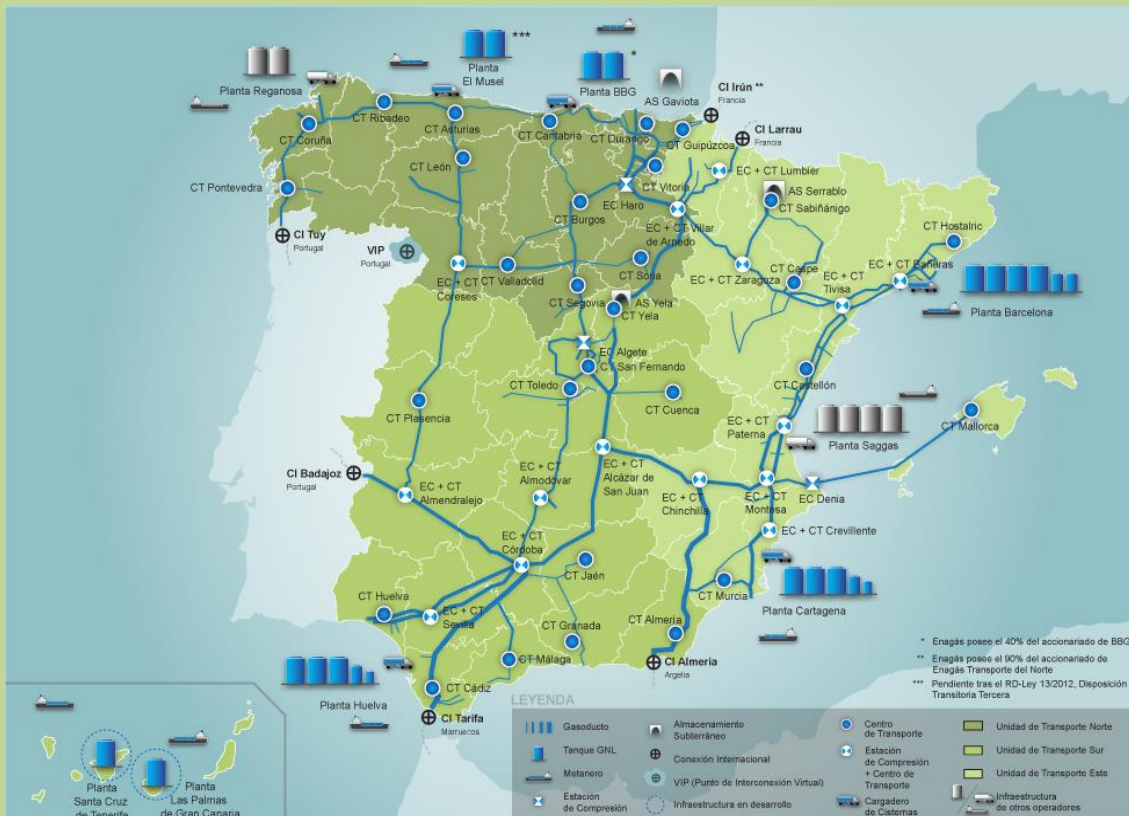 ***
Planta
El Musel
*
Planta BBG
Planta Reganosa
AS Gaviota
CI Irún **
Francia
CI Larrau
Francia
CT Ribadeo
CT Coruña
CT Asturias
CT Cantabria
CT Durango
CT Guipúzcoa
CT León
CT Pontevedra
EC + CT Lumbier
AS Serrablo
CT Sabiñánigo
CT Vitoria
EC Haro
CT Burgos
EC + CT Villar
de Arnedo
CT Hostalric
CI Tuy
Portugal
VIP
Portugal
EC + CT
Coreses
CT Valladolid
CT Soria
EC + CT Zaragoza
CT Caspe
EC + CT
Tivisa
EC + CT Bañeras
Planta Barcelona
CT Segovia
AS Yela
CT Yela
EC Algete
CT San Fernando
CT Toledo
CT Cuenca
CT Castellón
CT Plasencia
EC + CT
Paterna
Planta Saggas
CT Mallorca
CI Badajoz
Portugal
EC + CT
Almendralejo
EC + CT
Almodóvar
EC + CT
Alcázar de
San Juan
EC + CT
Chinchilla
EC + CT
Montesa
EC Denia
EC + CT Crevillente
EC + CT
Córdoba
CT Jaén
CT Huelva
EC + CT
Sevilla
CT Murcia
Planta Cartagena
CT Granada
CT Almería
CT Málaga
CI Almería
Argelia
Planta Huelva
CT Cádiz
CI Tarifa
Marruecos
* Enagás posee el 40% del accionariado de BBG
** Enagás posee el 90% del accionariado de
Enagás Transporte del Norte
*** Pendiente tras el RD-Ley 13/2012, Disposición
Transitoria Tercera
Planta
Santa Cruz
de Tenerife
Planta
Las Palmas
de Gran Canaria
LEYENDA
Gasoducto
Tanque GNL
Metanero
Estación
de Compresión
Almacenamiento
Subterráneo
Conexión Internacional
VIP (Punto de Interconexión Virtual)
Infraestructura en desarrollo
Centro
de Transporte
Estación
de Compresión
+ Centro de
Transporte
Cargadero
de Cisternas
Unidad de Transporte Norte
Unidad de Transporte Sur
Unidad de Transporte Este
Infraestructura
de otros operadores